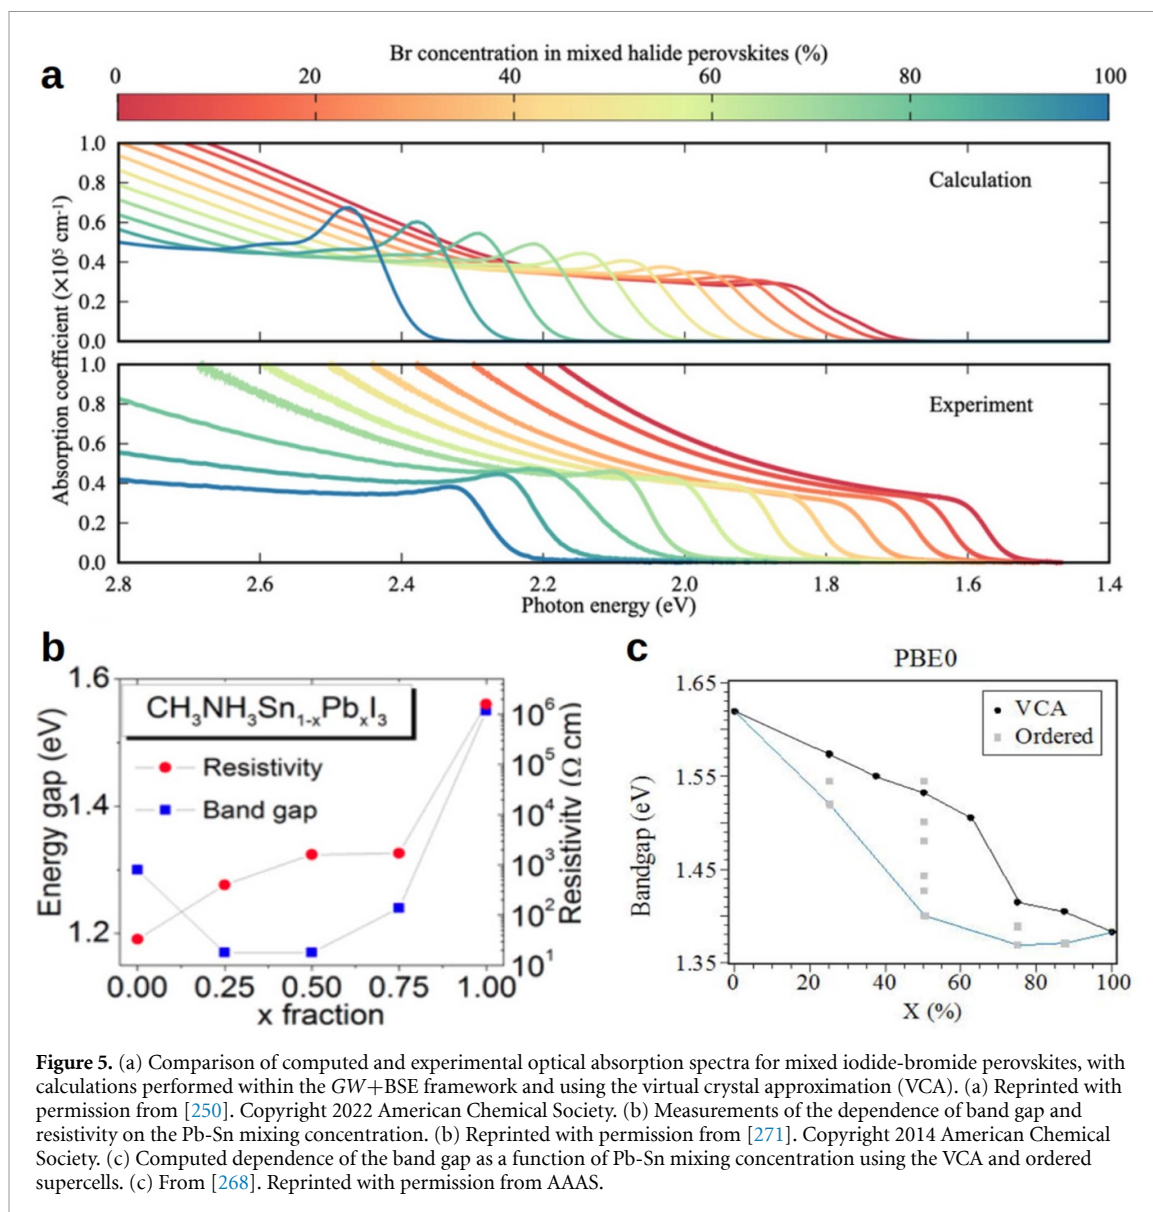 a
Br concentration in mixed halide perovskites (%)
0 20 40 60 80 100
Absorption coefficient (×10⁵ cm⁻¹)
1.0
0.8
0.6
0.4
0.2
0.0
Calculation
1.0
0.8
0.6
0.4
0.2
0.0
Experiment
2.8 2.6 2.4 2.2 2.0 1.8 1.6 1.4
Photon energy (eV)
b
Energy gap (eV)
1.6
1.4
1.2
CH₃NH₃Sn₁₋ₓPbₓI₃
Resistivity
Band gap
10⁶
10⁵
10⁴
10³
10²
10¹
Resistivity (Ω cm)
0.00 0.25 0.50 0.75 1.00
x fraction
c
PBE0
Bandgap (eV)
1.65
1.55
1.45
1.35
VCA
Ordered
0 20 40 60 80 100
X (%)
Figure 5. (a) Comparison of computed and experimental optical absorption spectra for mixed iodide-bromide perovskites, with
calculations performed within the GW+BSE framework and using the virtual crystal approximation (VCA). (a) Reprinted with
permission from [250]. Copyright 2022 American Chemical Society. (b) Measurements of the dependence of band gap and
resistivity on the Pb-Sn mixing concentration. (b) Reprinted with permission from [271]. Copyright 2014 American Chemical
Society. (c) Computed dependence of the band gap as a function of Pb-Sn mixing concentration using the VCA and ordered
supercells. (c) From [268]. Reprinted with permission from AAAS.